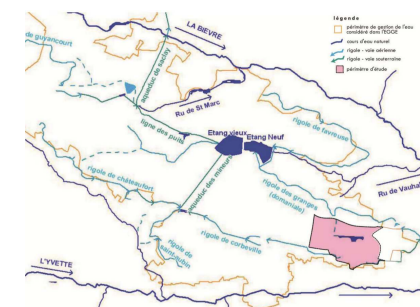 légende
périmètre de gestion de l'eau
considéré dans l'EGGE
cours d'eau naturel
rigole - voie aérienne
rigole - voie souterraine
périmètre d'étude
LA BIEVRE
de guyancourt
aqueduc de saclay
Ru de St Marc
ligne des puits
Etang vieux
Etang Neuf
rigole de favreuse
rigole de châteaufort
aqueduc des mineurs
rigole des granges
(domaniale)
Ru de Vauhal
rigole de corbeville
rigole de
saint aubin
L'YVETTE